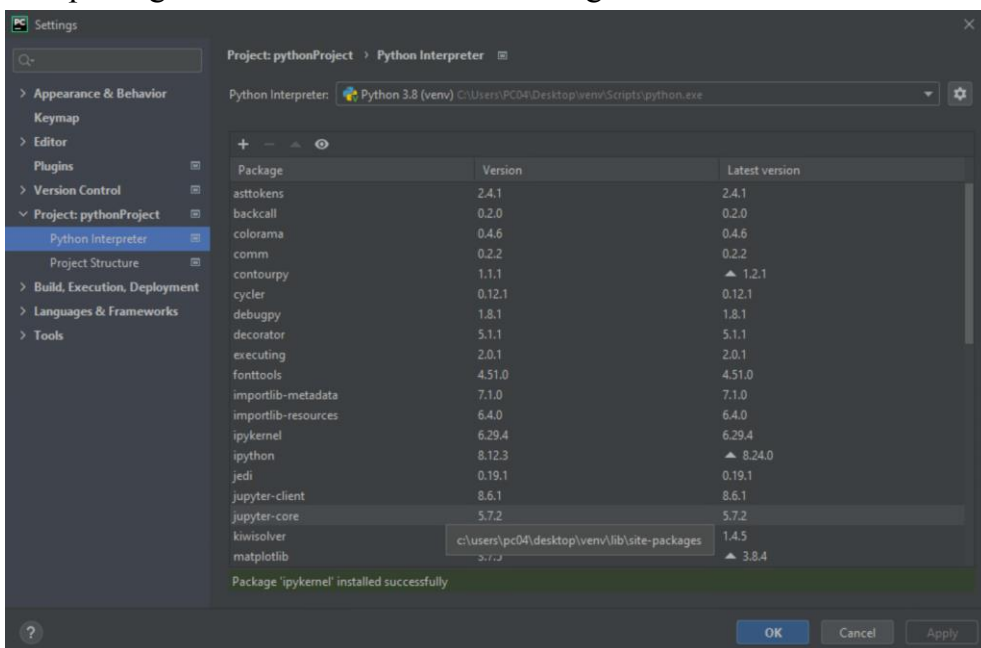 Settings
Project: pythonProject > Python Interpreter
Appearance & Behavior
Keymap
Editor
Plugins
Version Control
Project: pythonProject
Python Interpreter
Project Structure
Build, Execution, Deployment
Languages & Frameworks
Tools
Python Interpreter: Python 3.8 (venv) C:\Users\PC04\Desktop\venv\Scripts\python.exe
Package Version Latest version
asttokens 2.4.1 2.4.1
backcall 0.2.0 0.2.0
colorama 0.4.6 0.4.6
comm 0.2.2 0.2.2
contourpy 1.1.1 1.2.1
cycler 0.12.1 0.12.1
debugpy 1.8.1 1.8.1
decorator 5.1.1 5.1.1
executing 2.0.1 2.0.1
fonttools 4.51.0 4.51.0
importlib-metadata 7.1.0 7.1.0
importlib-resources 6.4.0 6.4.0
ipykernel 6.29.4 6.29.4
ipython 8.12.3 8.24.0
jedi 0.19.1 0.19.1
jupyter-client 8.6.1 8.6.1
jupyter-core 5.7.2 5.7.2
kiwisolver 1.4.5
c:\users\pc04\desktop\venv\lib\site-packages
matplotlib 3.8.4
Package 'ipykernel' installed successfully
? OK Cancel Apply